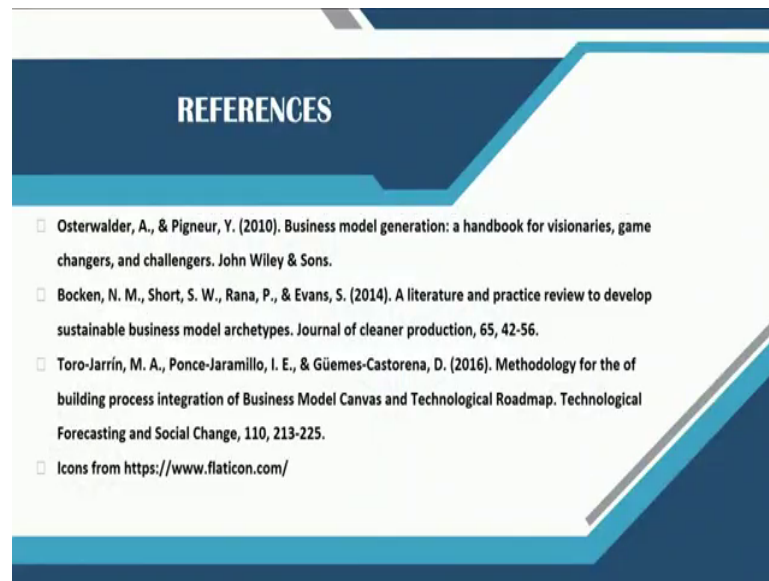 REFERENCES
Osterwalder, A., & Pigneur, Y. (2010). Business model generation: a handbook for visionaries, game
changers, and challengers. John Wiley & Sons.
Bocken, N. M., Short, S. W., Rana, P., & Evans, S. (2014). A literature and practice review to develop
sustainable business model archetypes. Journal of cleaner production, 65, 42-56.
Toro-Jarrín, M. A., Ponce-Jaramillo, I. E., & Güemes-Castorena, D. (2016). Methodology for the of
building process integration of Business Model Canvas and Technological Roadmap. Technological
Forecasting and Social Change, 110, 213-225.
Icons from https://www.flaticon.com/